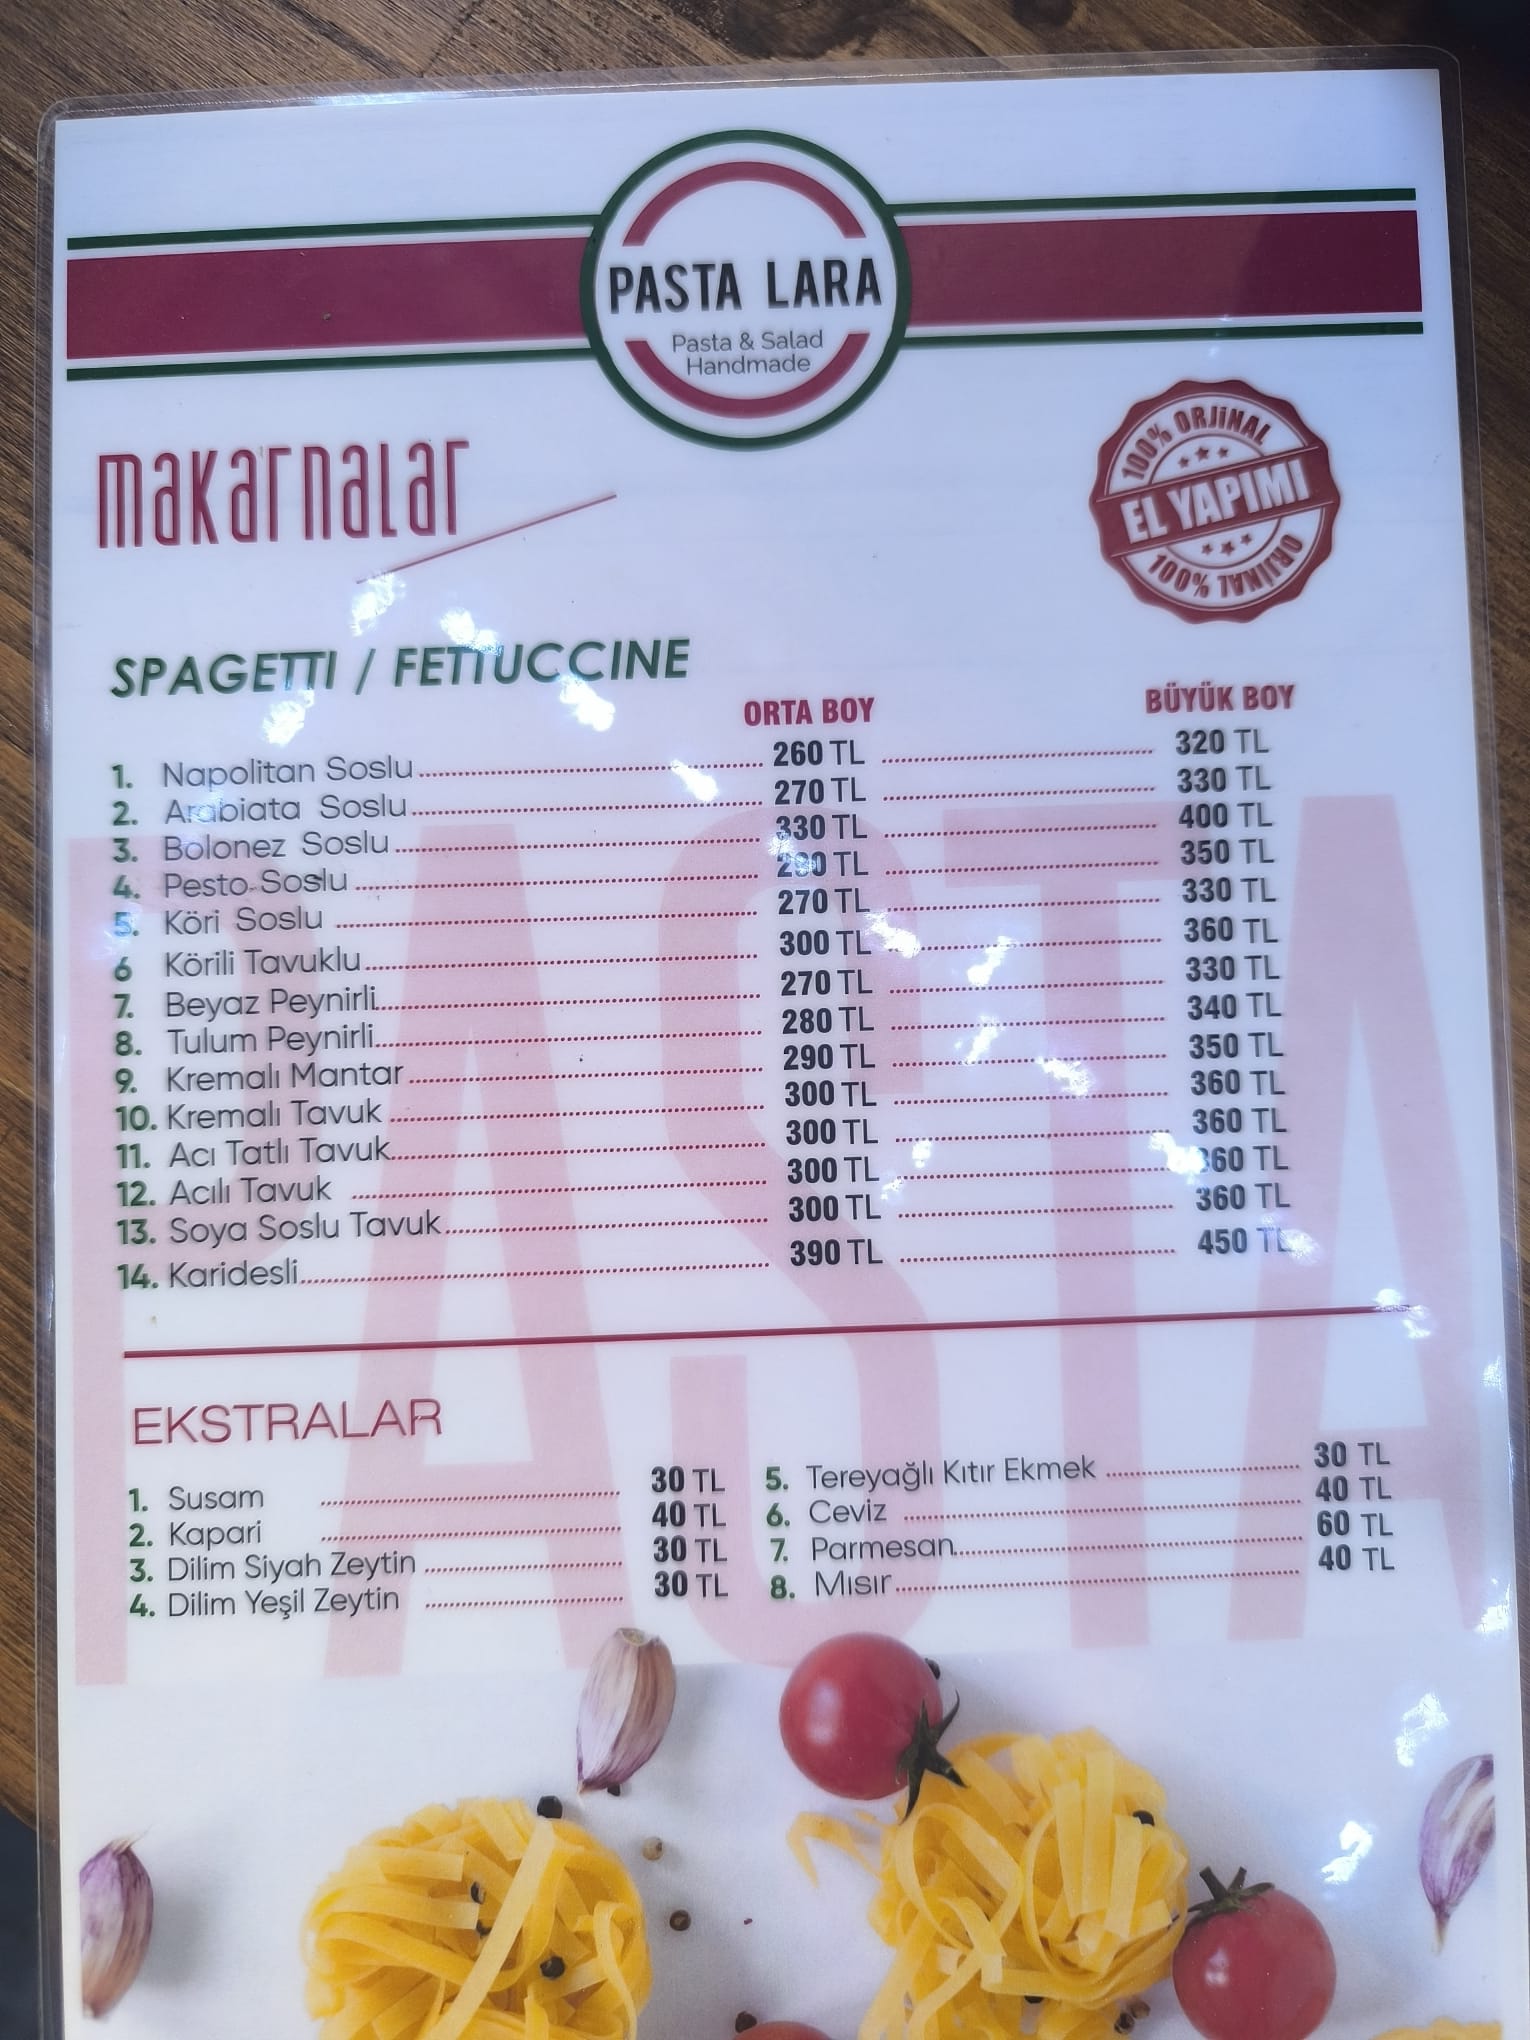 PASTA LARA
Pasta & Salad
Handmade
makarnalar
100% ORJİNAL
EL YAPIMI
100% ORJİNAL
SPAGETTI / FETTUCCINE
ORTA BOY BÜYÜK BOY
1. Napolitan Soslu 260 TL 320 TL
2. Arabiata Soslu 270 TL 330 TL
3. Bolonez Soslu 330 TL 400 TL
4. Pesto Soslu 290 TL 350 TL
5. Köri Soslu 270 TL 330 TL
6 Körili Tavuklu 300 TL 360 TL
7. Beyaz Peynirli 270 TL 330 TL
8. Tulum Peynirli 280 TL 340 TL
9. Kremalı Mantar 290 TL 350 TL
10. Kremalı Tavuk 300 TL 360 TL
11. Acı Tatlı Tavuk 300 TL 360 TL
12. Acılı Tavuk 300 TL 360 TL
13. Soya Soslu Tavuk 300 TL 360 TL
14. Karidesli 390 TL 450 TL
PASTA
EKSTRALAR
1. Susam 30 TL
2. Kapari 40 TL
3. Dilim Siyah Zeytin 30 TL
4. Dilim Yeşil Zeytin 30 TL
5. Tereyağlı Kıtır Ekmek 30 TL
6. Ceviz 40 TL
7. Parmesan 60 TL
8. Mısır 40 TL